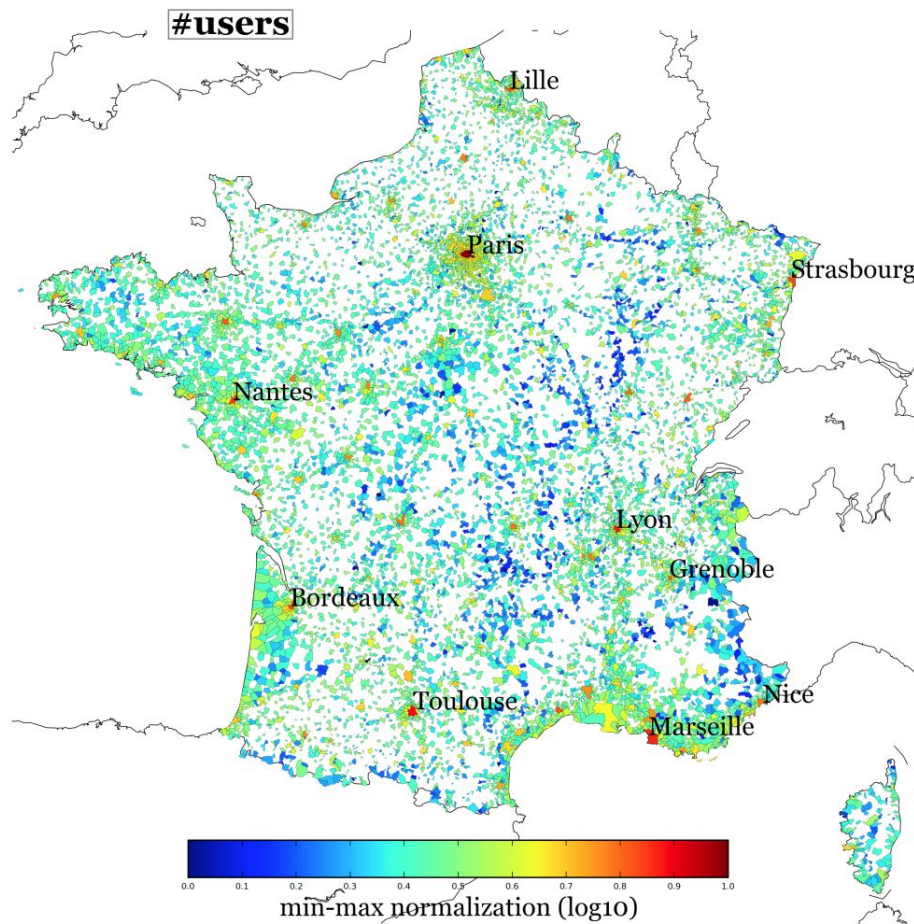 #users
Lille
Paris
Strasbourg
Nantes
Lyon
Grenoble
Bordeaux
Nice
Toulouse
Marseille
0.0 0.1 0.2 0.3 0.4 0.5 0.6 0.7 0.8 0.9 1.0
min-max normalization (log10)